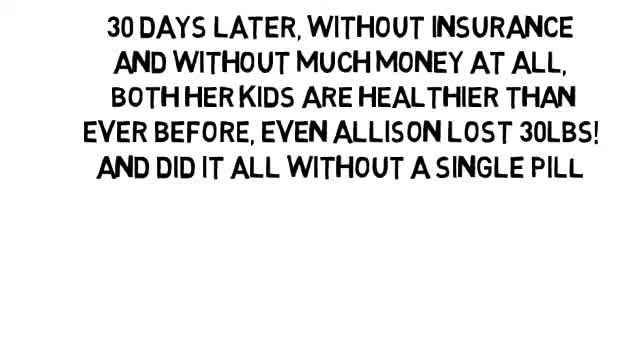 30 DAYS LATER, WITHOUT INSURANCE
AND WITHOUT MUCH MONEY AT ALL,
BOTH HER KIDS ARE HEALTHIER THAN
EVER BEFORE, EVEN ALLISON LOST 30LBS!
AND DID IT ALL WITHOUT A SINGLE PILL